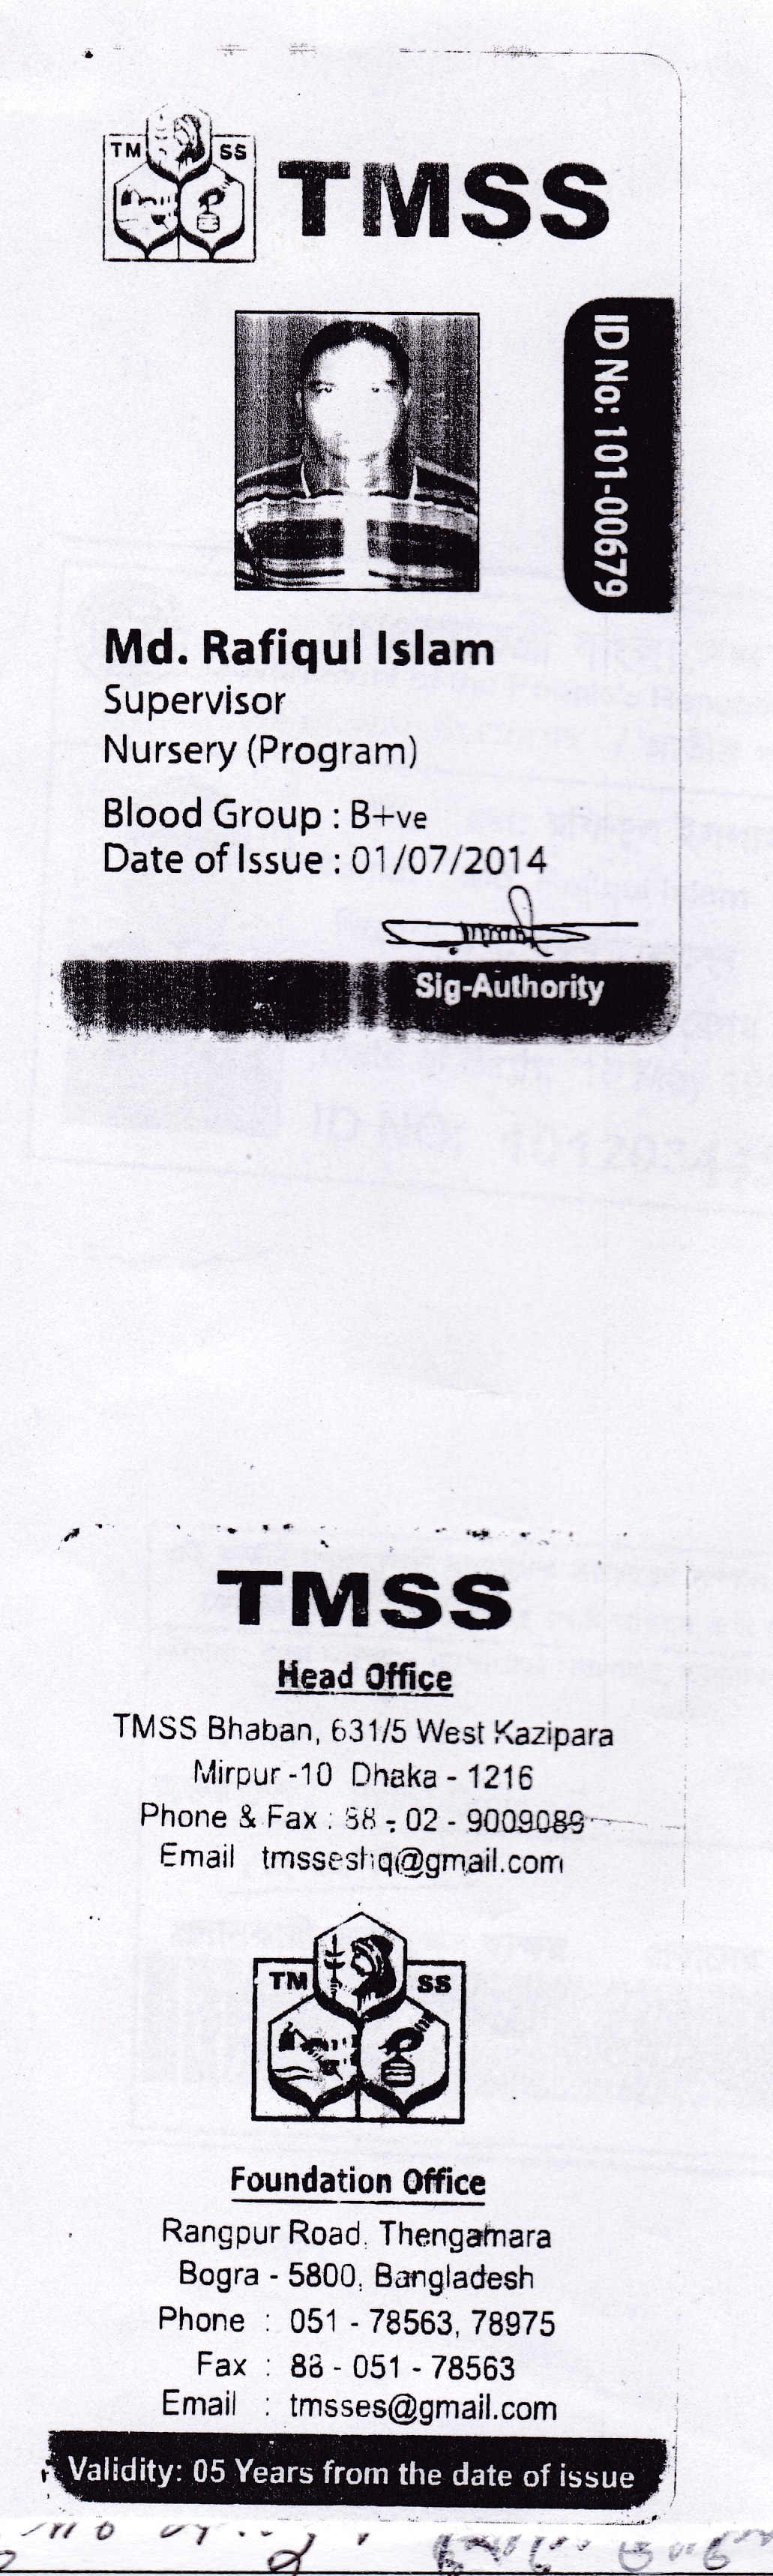 TM SS
TMSS
ID No: 101-00679
Md. Rafiqul Islam
Supervisor
Nursery (Program)
Blood Group : B+ve
Date of Issue : 01/07/2014
Sig-Authority
TMSS
Head Office
TMSS Bhaban, 631/5 West Kazipara
Mirpur -10 Dhaka - 1216
Phone & Fax : 88 - 02 - 9009089
Email tmsseshq@gmail.com
TM SS
Foundation Office
Rangpur Road, Thengamara
Bogra - 5800, Bangladesh
Phone : 051 - 78563, 78975
Fax : 88 - 051 - 78563
Email : tmsses@gmail.com
Validity: 05 Years from the date of issue